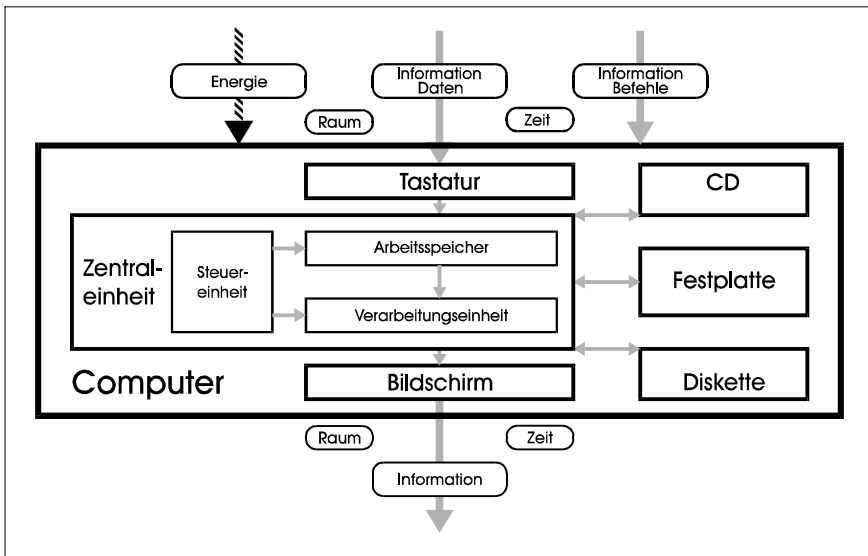 Energie
Information
Daten
Information
Befehle
Raum
Zeit
Tastatur
CD
Zentral-
einheit
Steuer-
einheit
Arbeitsspeicher
Verarbeitungseinheit
Festplatte
Computer
Bildschirm
Diskette
Raum
Zeit
Information